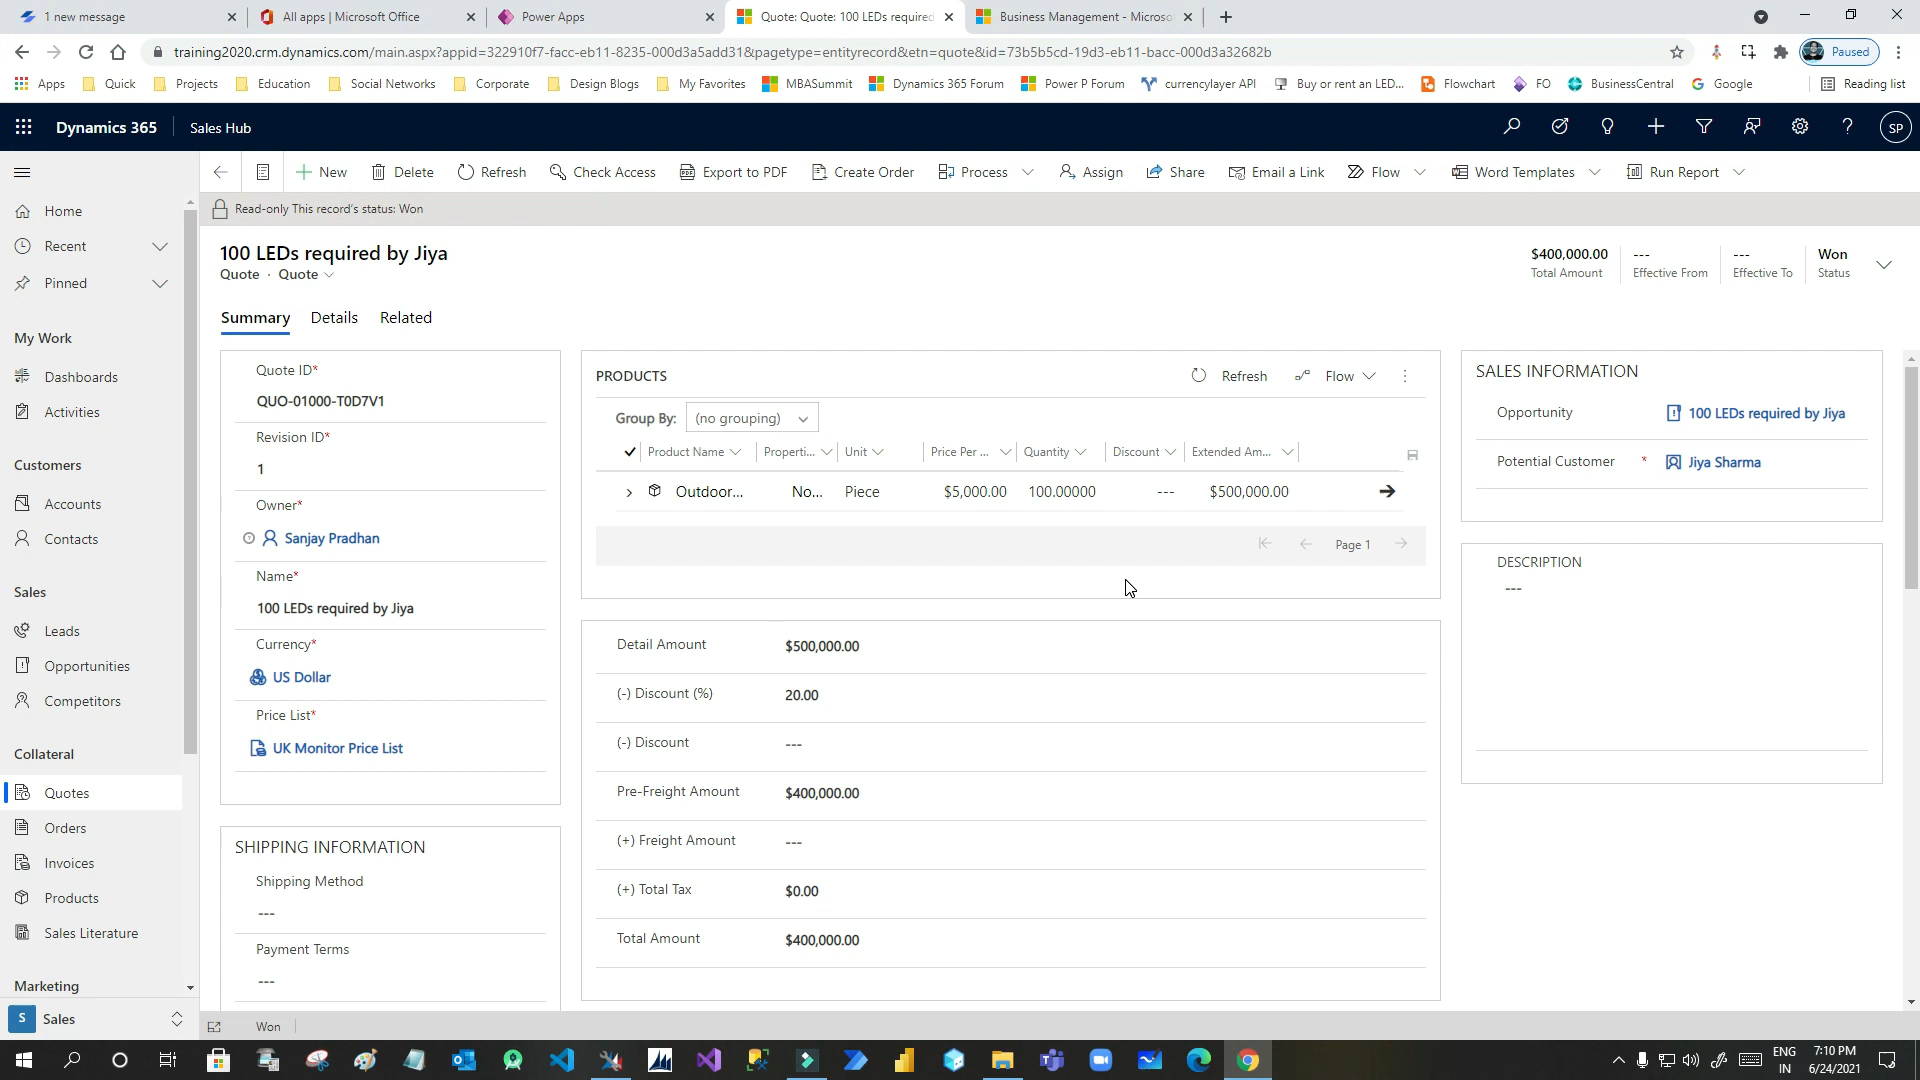 1 new message
All apps | Microsoft Office
Power Apps
Quote: Quote: 100 LEDs required
Business Management - Microso
training2020.crm.dynamics.com/main.aspx?appid=322910f7-facc-eb11-8235-000d3a5add31&pagetype=entityrecord&etn=quote&id=73b5b5cd-19d3-eb11-bacc-000d3a32682b
Paused
Apps
Quick
Projects
Education
Social Networks
Corporate
Design Blogs
My Favorites
MBASummit
Dynamics 365 Forum
Power P Forum
currencylayer API
Buy or rent an LED...
Flowchart
FO
BusinessCentral
Google
Reading list
Dynamics 365
Sales Hub
SP
New
Delete
Refresh
Check Access
Export to PDF
Create Order
Process
Assign
Share
Email a Link
Flow
Word Templates
Run Report
Read-only This record's status: Won
Home
Recent
Pinned
My Work
Dashboards
Activities
Customers
Accounts
Contacts
Sales
Leads
Opportunities
Competitors
Collateral
Quotes
Orders
Invoices
Products
Sales Literature
Marketing
S Sales
100 LEDs required by Jiya
Quote · Quote
$400,000.00
Total Amount
---
Effective From
---
Effective To
Won
Status
Summary
Details
Related
Quote ID*
QUO-01000-T0D7V1
Revision ID*
1
Owner*
Sanjay Pradhan
Name*
100 LEDs required by Jiya
Currency*
US Dollar
Price List*
UK Monitor Price List
SHIPPING INFORMATION
Shipping Method
---
Payment Terms
---
PRODUCTS
Refresh
Flow
Group By: (no grouping)
Product Name
Properti...
Unit
Price Per ...
Quantity
Discount
Extended Am...
Outdoor...
No...
Piece
$5,000.00
100.00000
---
$500,000.00
Page 1
Detail Amount $500,000.00
(-) Discount (%) 20.00
(-) Discount ---
Pre-Freight Amount $400,000.00
(+) Freight Amount ---
(+) Total Tax $0.00
Total Amount $400,000.00
SALES INFORMATION
Opportunity 100 LEDs required by Jiya
Potential Customer * Jiya Sharma
DESCRIPTION
---
Won
ENG
IN
7:10 PM
6/24/2021